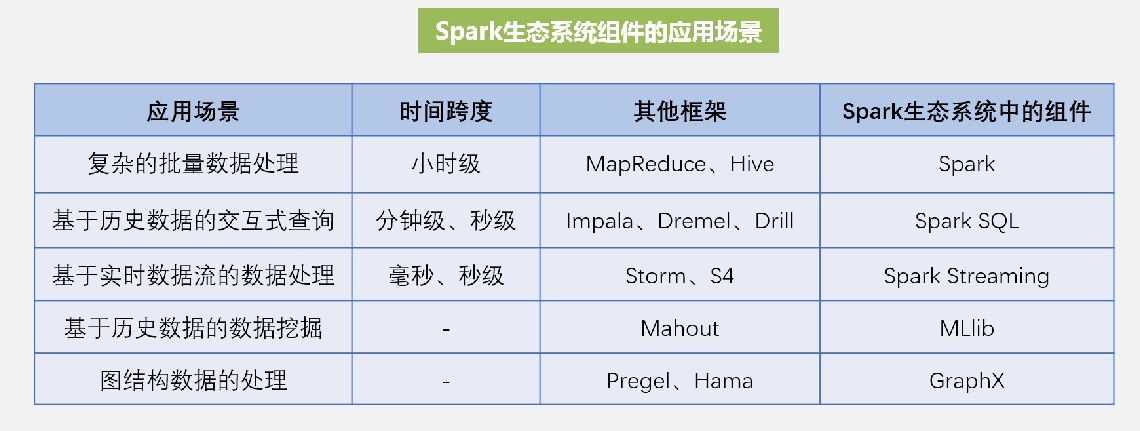 Spark生态系统组件的应用场景
应用场景 时间跨度 其他框架 Spark生态系统中的组件
复杂的批量数据处理 小时级 MapReduce、Hive Spark
基于历史数据的交互式查询 分钟级、秒级 Impala、Dremel、Drill Spark SQL
基于实时数据流的数据处理 毫秒、秒级 Storm、S4 Spark Streaming
基于历史数据的数据挖掘 - Mahout MLlib
图结构数据的处理 - Pregel、Hama GraphX